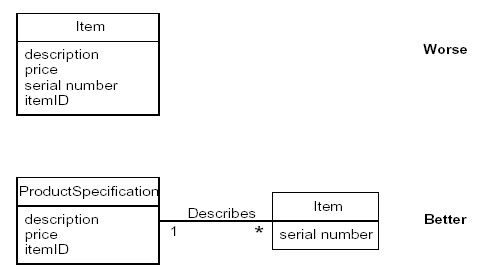 Item
description
price
serial number
itemID
Worse
ProductSpecification
description
price
itemID
Describes
1
*
Item
serial number
Better